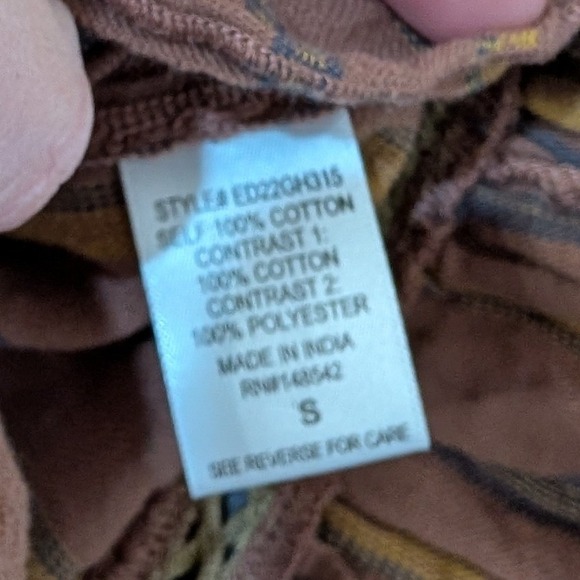 STYLE# ED22GH315
SELF 100% COTTON
CONTRAST 1:
100% COTTON
CONTRAST 2:
100% POLYESTER
MADE IN INDIA
RN#148542
S
SEE REVERSE FOR CARE